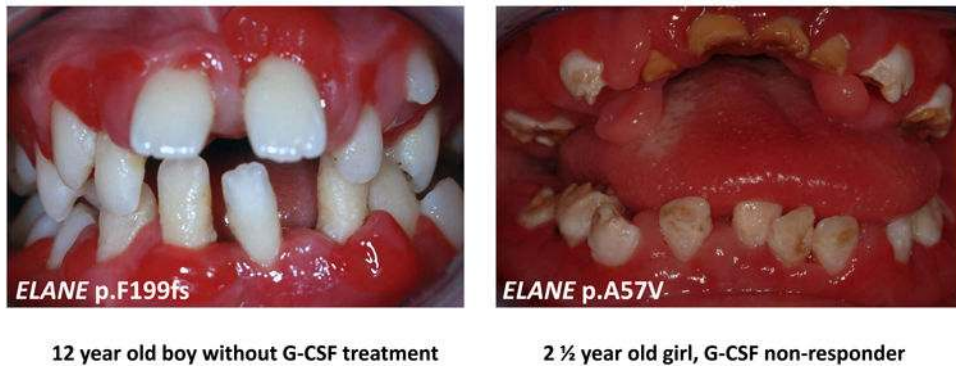 ELANE p.F199fs
ELANE p.A57V
12 year old boy without G-CSF treatment
2 ½ year old girl, G-CSF non-responder